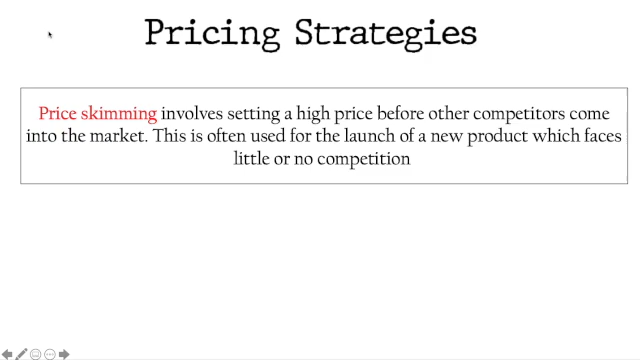 Pricing Strategies
Price skimming involves setting a high price before other competitors come
into the market. This is often used for the launch of a new product which faces
little or no competition